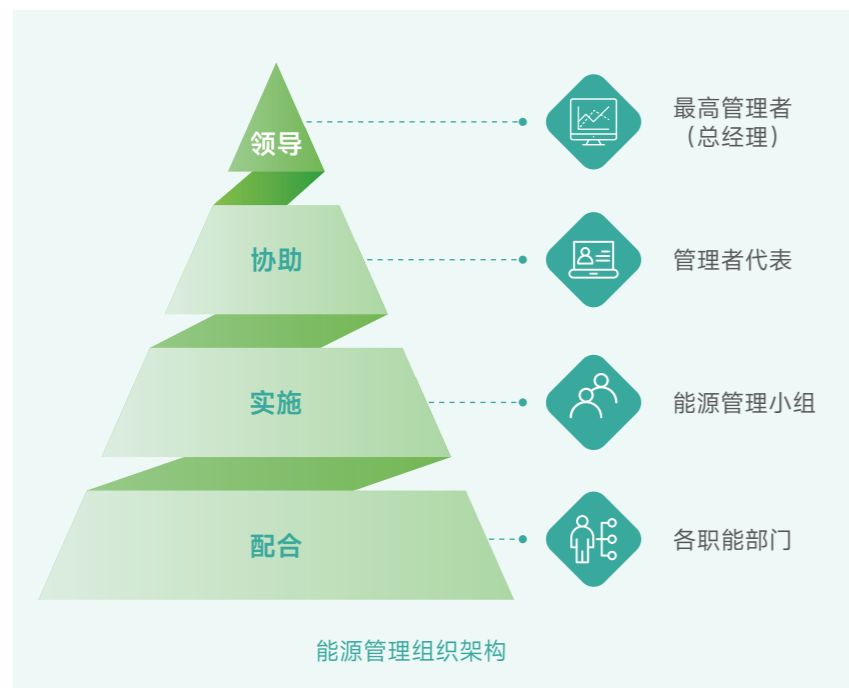 领导
最高管理者
（总经理）
协助
管理者代表
实施
能源管理小组
配合
各职能部门
能源管理组织架构